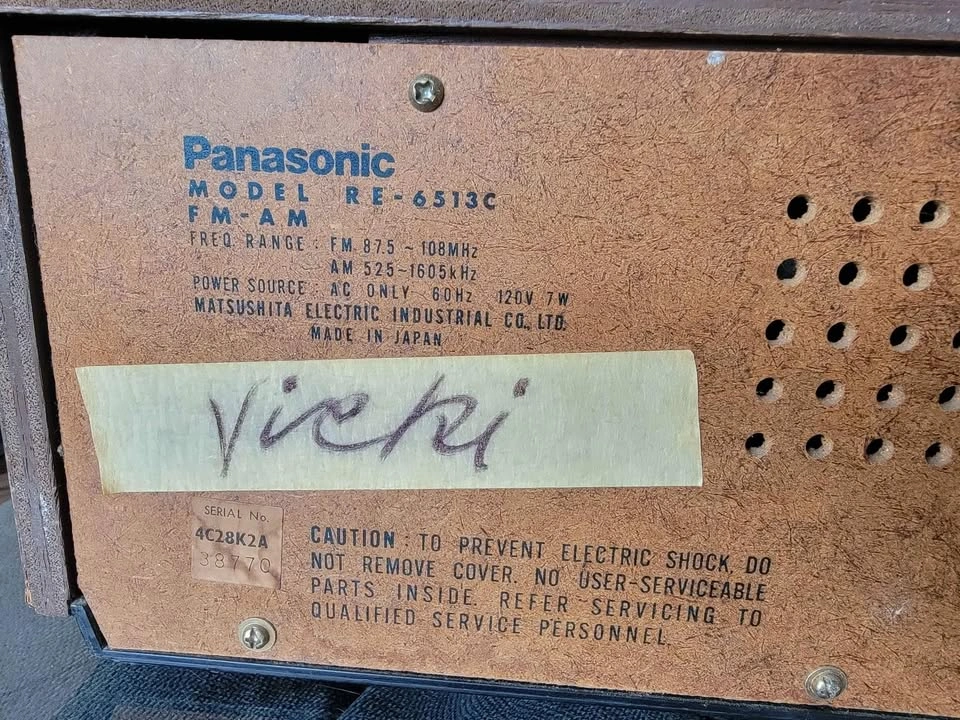 Panasonic
MODEL RE-6513C
FM-AM
FREQ. RANGE : FM 87.5 ~ 108MHz
AM 525~1605kHz
POWER SOURCE : AC ONLY 60Hz 120V 7W
MATSUSHITA ELECTRIC INDUSTRIAL CO., LTD.
MADE IN JAPAN
Vicki
SERIAL No.
4C28K2A
38770
CAUTION : TO PREVENT ELECTRIC SHOCK, DO
NOT REMOVE COVER. NO USER-SERVICEABLE
PARTS INSIDE. REFER SERVICING TO
QUALIFIED SERVICE PERSONNEL.